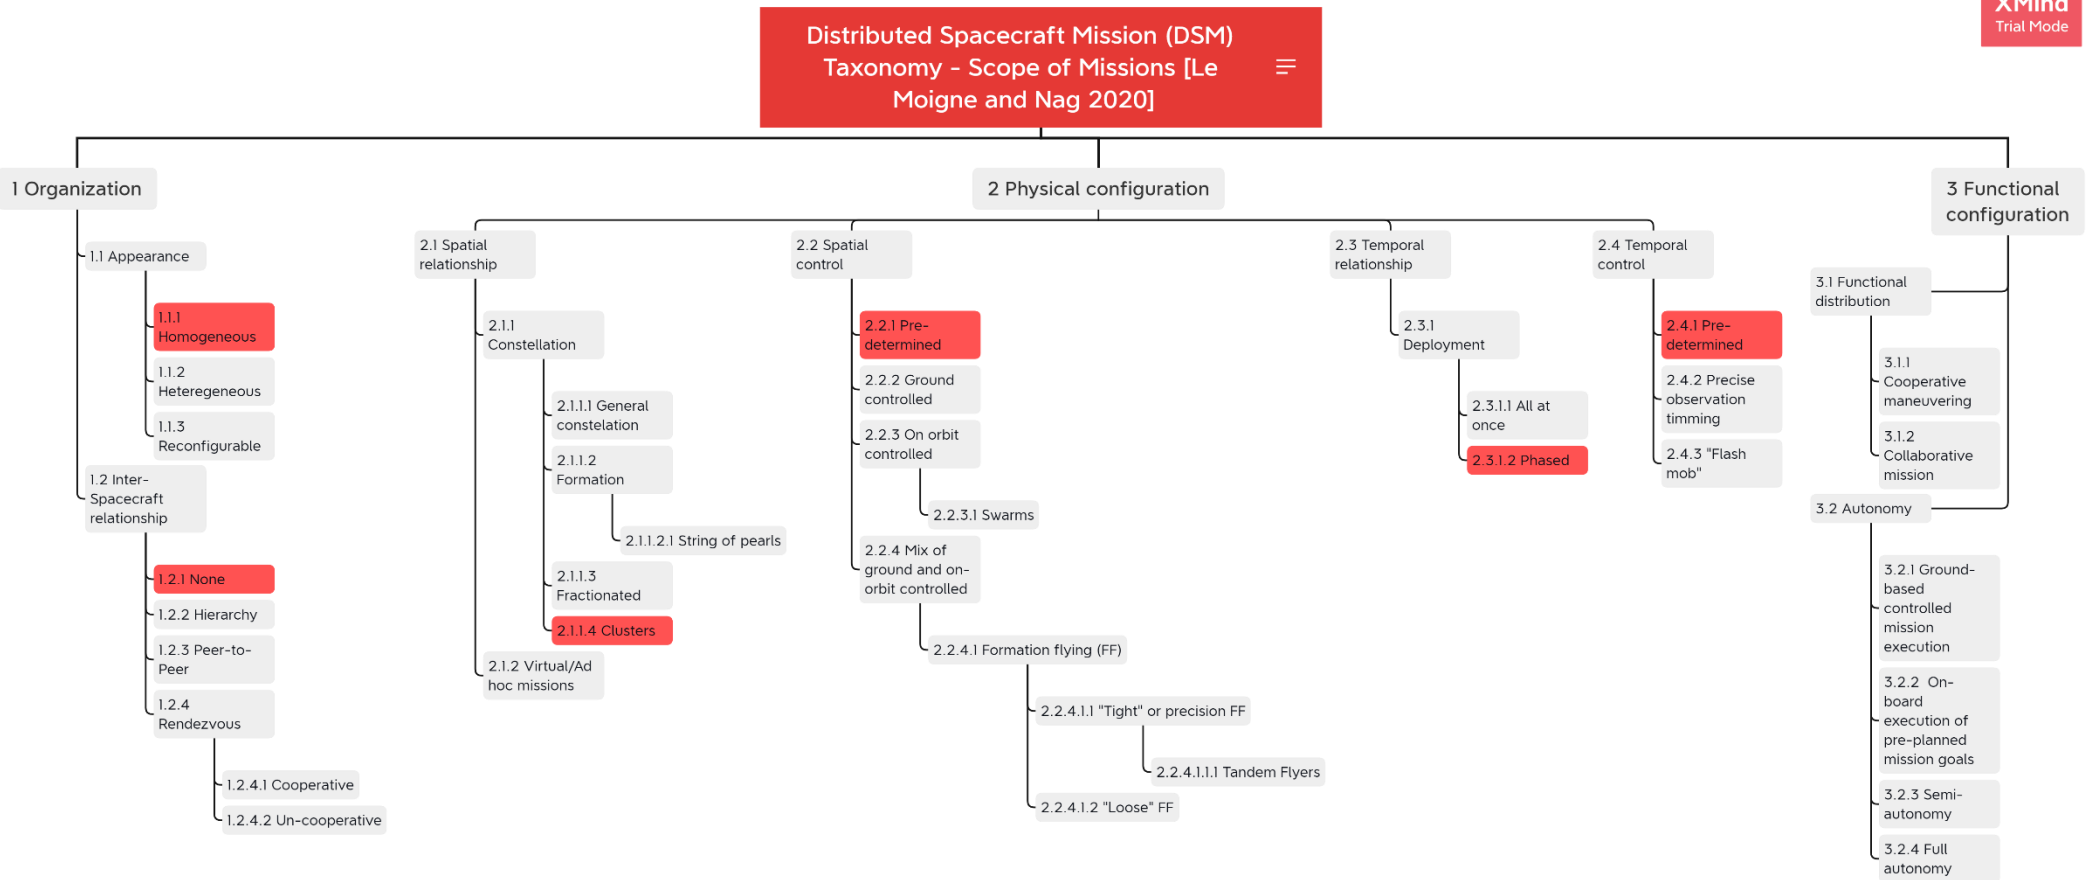 XMind
Trial Mode
Distributed Spacecraft Mission (DSM)
Taxonomy - Scope of Missions [Le
Moigne and Nag 2020]
1 Organization
1.1 Appearance
1.1.1
Homogeneous
1.1.2
Heteregeneous
1.1.3
Reconfigurable
1.2 Inter-
Spacecraft
relationship
1.2.1 None
1.2.2 Hierarchy
1.2.3 Peer-to-
Peer
1.2.4
Rendezvous
1.2.4.1 Cooperative
1.2.4.2 Un-cooperative
2 Physical configuration
2.1 Spatial
relationship
2.1.1
Constellation
2.1.1.1 General
constelation
2.1.1.2
Formation
2.1.1.2.1 String of pearls
2.1.1.3
Fractionated
2.1.1.4 Clusters
2.1.2 Virtual/Ad
hoc missions
2.2 Spatial
control
2.2.1 Pre-
determined
2.2.2 Ground
controlled
2.2.3 On orbit
controlled
2.2.3.1 Swarms
2.2.4 Mix of
ground and on-
orbit controlled
2.2.4.1 Formation flying (FF)
2.2.4.1.1 "Tight" or precision FF
2.2.4.1.1.1 Tandem Flyers
2.2.4.1.2 "Loose" FF
2.3 Temporal
relationship
2.3.1
Deployment
2.3.1.1 All at
once
2.3.1.2 Phased
2.4 Temporal
control
2.4.1 Pre-
determined
2.4.2 Precise
observation
timming
2.4.3 "Flash
mob"
3 Functional
configuration
3.1 Functional
distribution
3.1.1
Cooperative
maneuvering
3.1.2
Collaborative
mission
3.2 Autonomy
3.2.1 Ground-
based
controlled
mission
execution
3.2.2 On-
board
execution of
pre-planned
mission goals
3.2.3 Semi-
autonomy
3.2.4 Full
autonomy